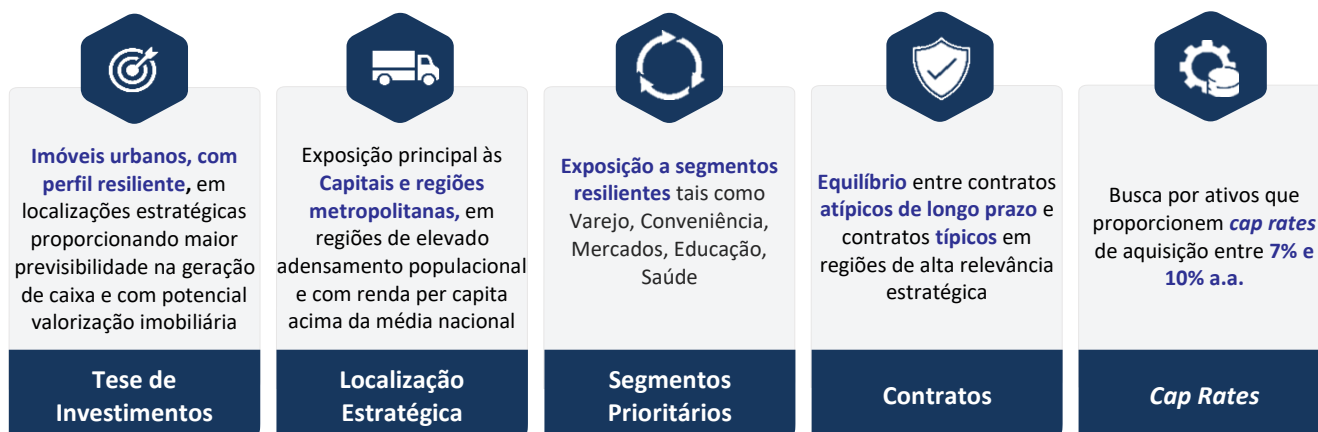 Imóveis urbanos, com
perfil resiliente, em
localizações estratégicas
proporcionando maior
previsibilidade na geração
de caixa e com potencial
valorização imobiliária
Tese de
Investimentos
Exposição principal às
Capitais e regiões
metropolitanas, em
regiões de elevado
adensamento populacional
e com renda per capita
acima da média nacional
Localização
Estratégica
Exposição a segmentos
resilientes tais como
Varejo, Conveniência,
Mercados, Educação,
Saúde
Segmentos
Prioritários
Equilíbrio entre contratos
atípicos de longo prazo e
contratos típicos em
regiões de alta relevância
estratégica
Contratos
Busca por ativos que
proporcionem cap rates
de aquisição entre 7% e
10% a.a.
Cap Rates